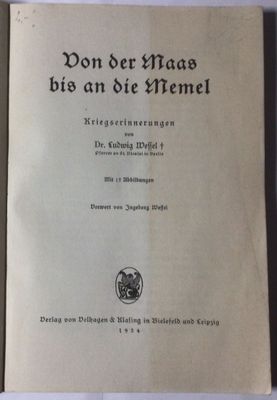 Von der Maas
bis an die Memel
Kriegserinnerungen
von
Dr. Ludwig Wessel †
Pfarrer an St. Nicolai in Berlin
Mit 17 Abbildungen
Vorwort von Ingeborg Wessel
Verlag von Velhagen & Klasing in Bielefeld und Leipzig
1934